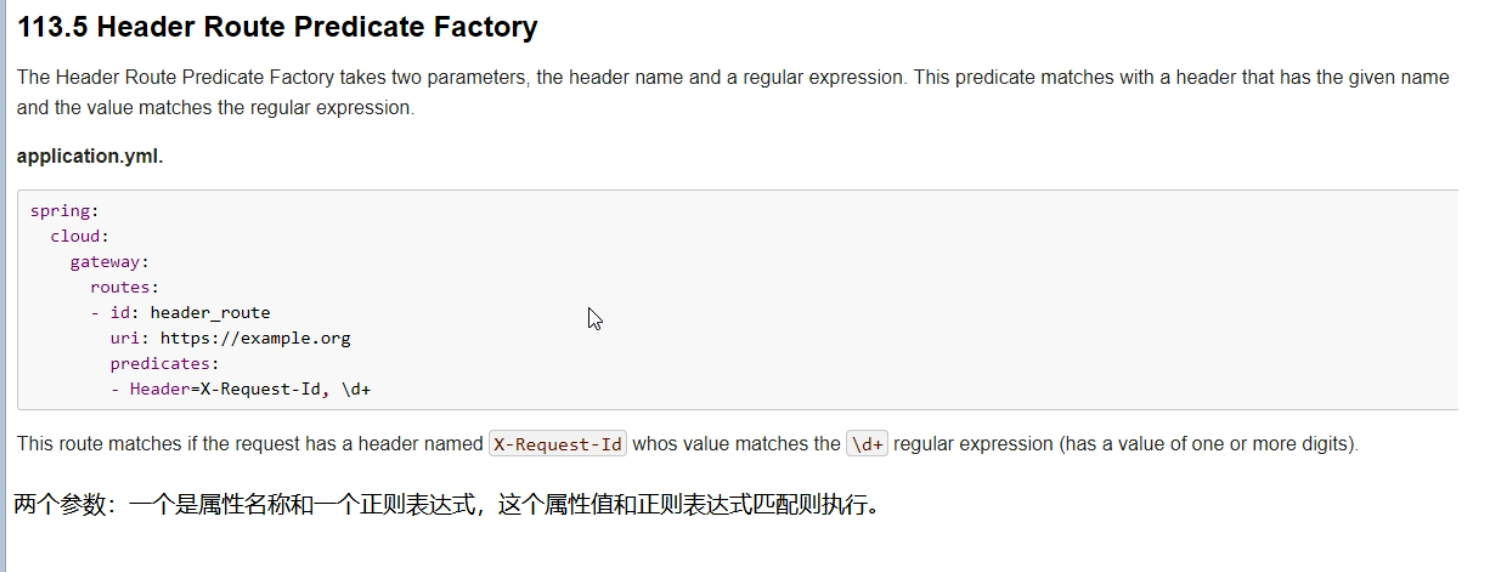 113.5 Header Route Predicate Factory
The Header Route Predicate Factory takes two parameters, the header name and a regular expression. This predicate matches with a header that has the given name
and the value matches the regular expression.
application.yml.
spring:
  cloud:
    gateway:
      routes:
      - id: header_route
        uri: https://example.org
        predicates:
        - Header=X-Request-Id, \d+
This route matches if the request has a header named X-Request-Id whos value matches the \d+ regular expression (has a value of one or more digits).
两个参数：一个是属性名称和一个正则表达式，这个属性值和正则表达式匹配则执行。